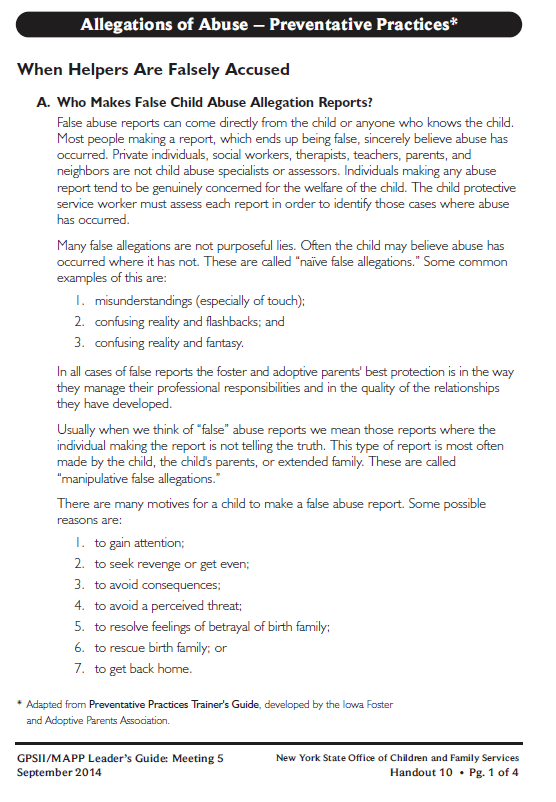 Allegations of Abuse – Preventative Practices*
When Helpers Are Falsely Accused
A. Who Makes False Child Abuse Allegation Reports?
False abuse reports can come directly from the child or anyone who knows the child.
Most people making a report, which ends up being false, sincerely believe abuse has
occurred. Private individuals, social workers, therapists, teachers, parents, and
neighbors are not child abuse specialists or assessors. Individuals making any abuse
report tend to be genuinely concerned for the welfare of the child. The child protective
service worker must assess each report in order to identify those cases where abuse
has occurred.
Many false allegations are not purposeful lies. Often the child may believe abuse has
occurred where it has not. These are called “naïve false allegations.” Some common
examples of this are:
1. misunderstandings (especially of touch);
2. confusing reality and flashbacks; and
3. confusing reality and fantasy.
In all cases of false reports the foster and adoptive parents' best protection is in the way
they manage their professional responsibilities and in the quality of the relationships
they have developed.
Usually when we think of “false” abuse reports we mean those reports where the
individual making the report is not telling the truth. This type of report is most often
made by the child, the child's parents, or extended family. These are called
“manipulative false allegations.”
There are many motives for a child to make a false abuse report. Some possible
reasons are:
1. to gain attention;
2. to seek revenge or get even;
3. to avoid consequences;
4. to avoid a perceived threat;
5. to resolve feelings of betrayal of birth family;
6. to rescue birth family; or
7. to get back home.
* Adapted from Preventative Practices Trainer's Guide, developed by the Iowa Foster
and Adoptive Parents Association.
GPSII/MAPP Leader's Guide: Meeting 5
September 2014
New York State Office of Children and Family Services
Handout 10 • Pg. 1 of 4